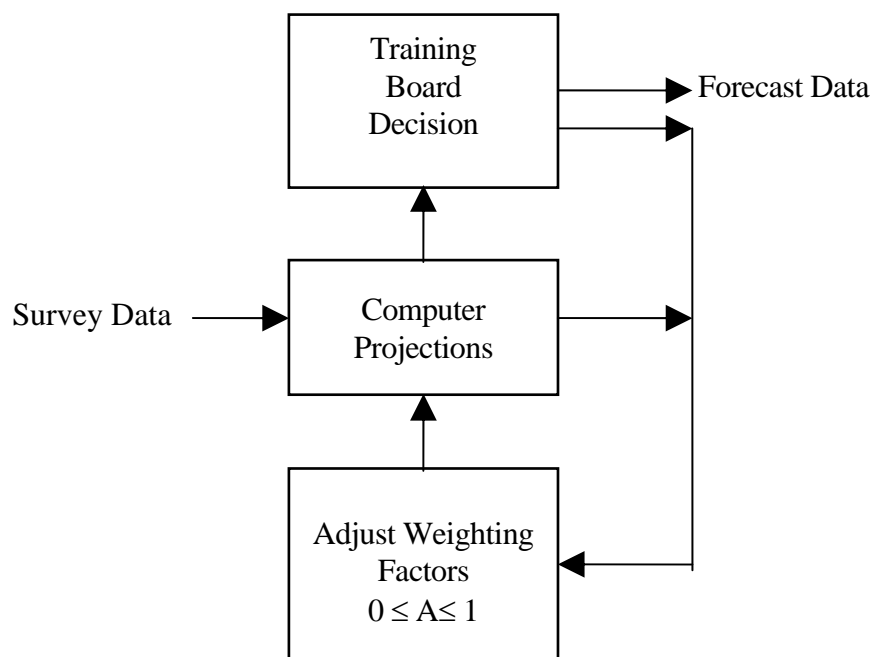 Training
Board
Decision
Forecast Data
Survey Data
Computer
Projections
Adjust Weighting
Factors
0 ≤ A≤ 1